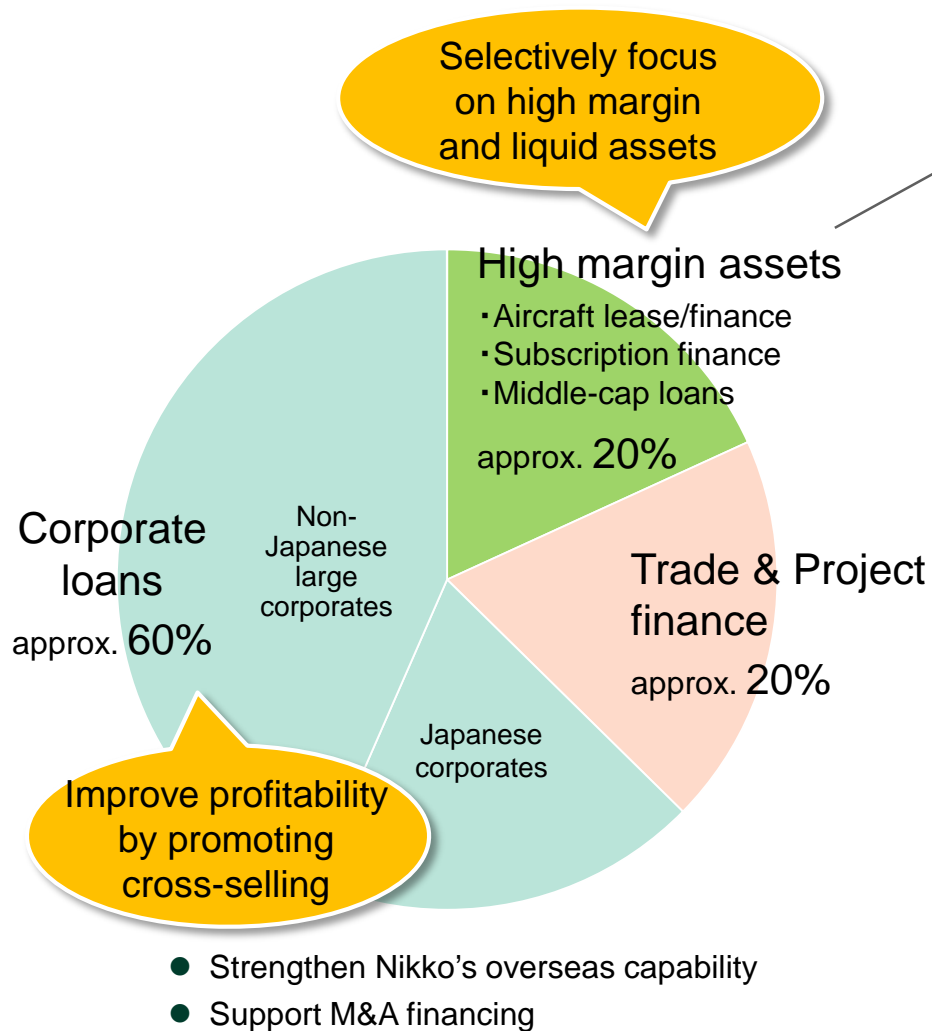 Selectively focus
on high margin
and liquid assets
High margin assets
・Aircraft lease/finance
・Subscription finance
・Middle-cap loans
approx. 20%
Corporate
loans
approx. 60%
Non-
Japanese
large
corporates
Trade & Project
finance
approx. 20%
Japanese
corporates
Improve profitability
by promoting
cross-selling
● Strengthen Nikko's overseas capability
● Support M&A financing